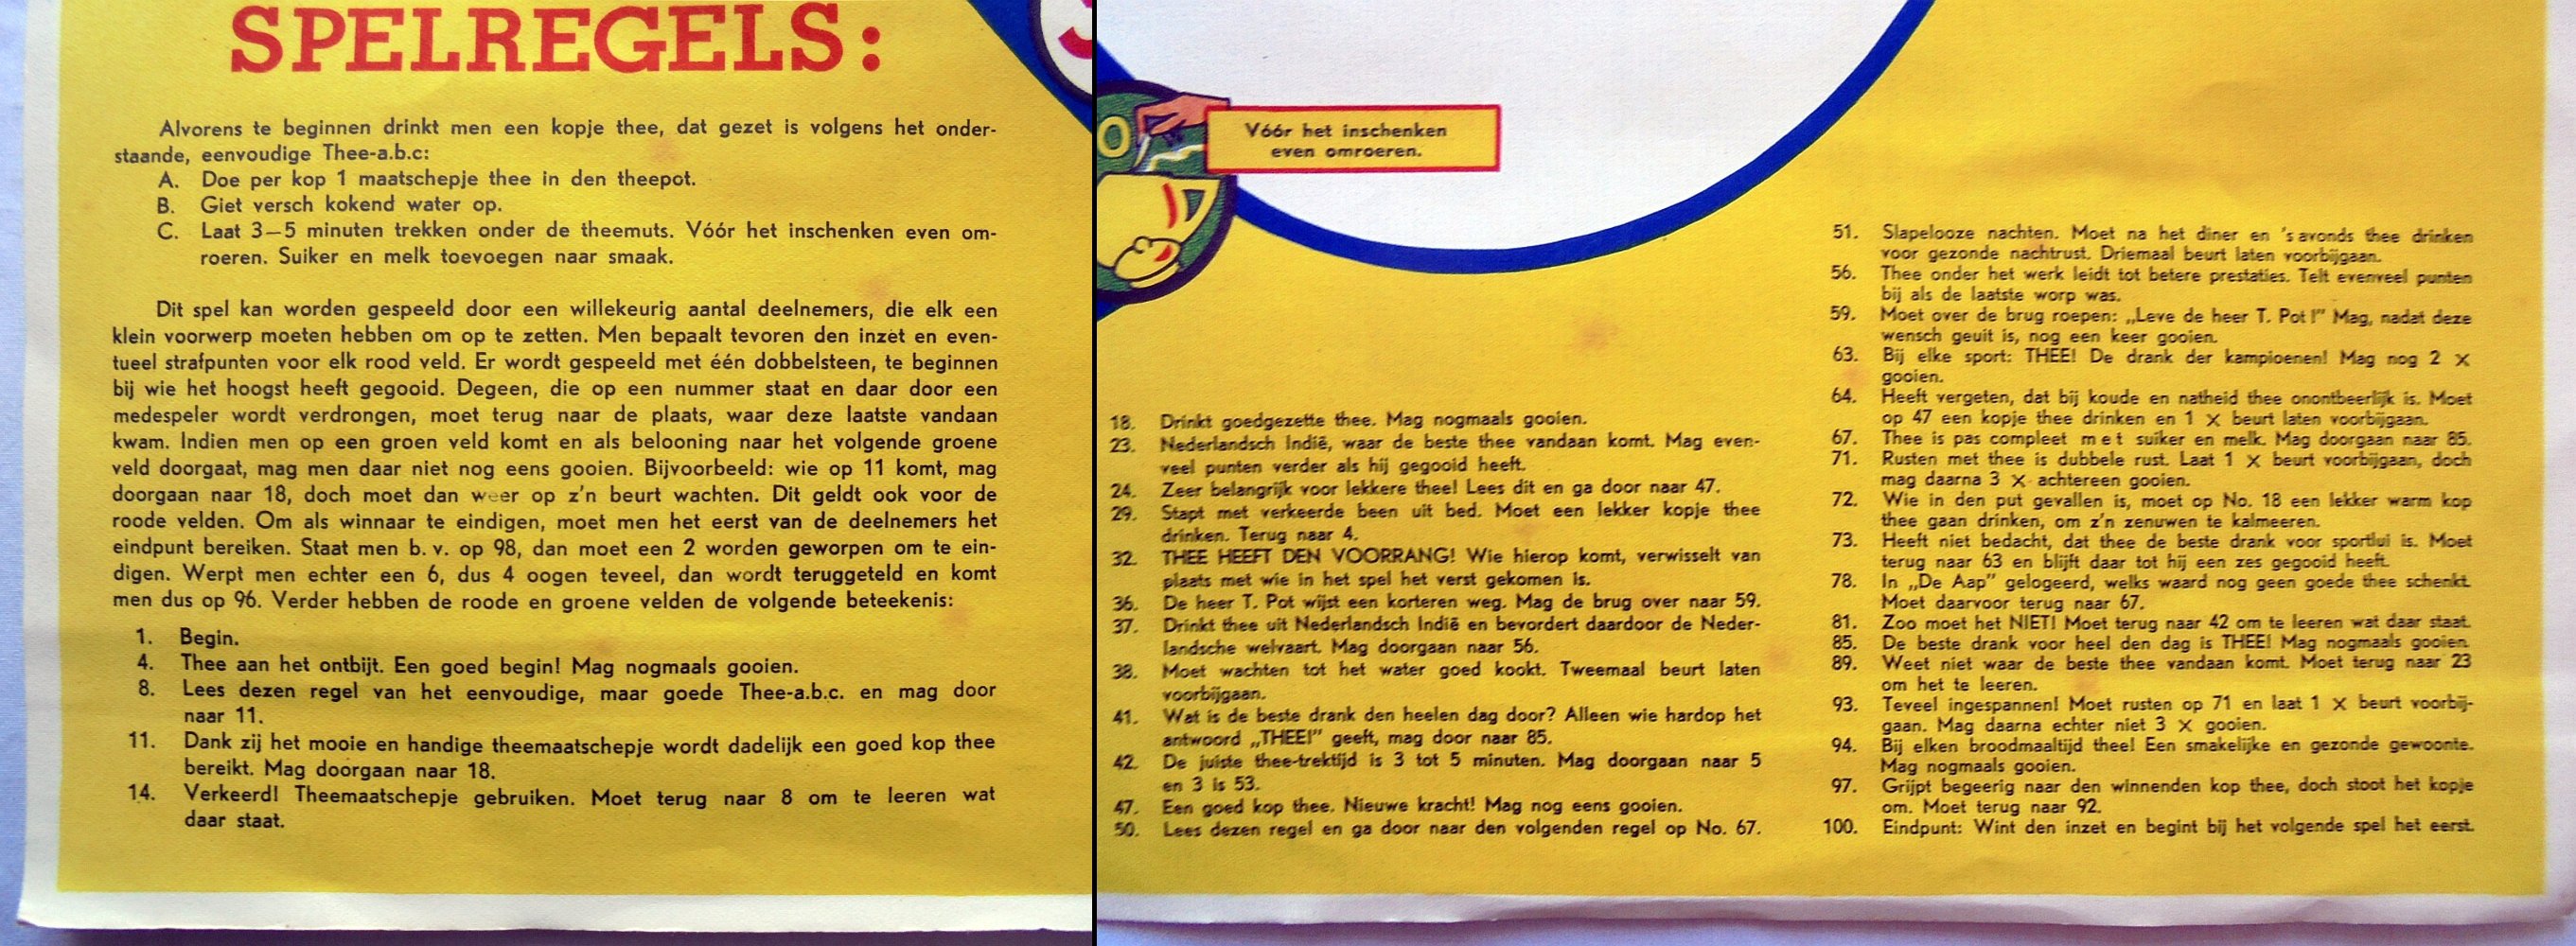 SPELREGELS:
Alvorens te beginnen drinkt men een kopje thee, dat gezet is volgens het onder-
staande, eenvoudige Thee-a.b.c:
A. Doe per kop 1 maatschepje thee in den theepot.
B. Giet versch kokend water op.
C. Laat 3–5 minuten trekken onder de theemuts. Vóór het inschenken even om-
roeren. Suiker en melk toevoegen naar smaak.
Dit spel kan worden gespeeld door een willekeurig aantal deelnemers, die elk een
klein voorwerp moeten hebben om op te zetten. Men bepaalt tevoren den inzet en even-
tueel strafpunten voor elk rood veld. Er wordt gespeeld met één dobbelsteen, te beginnen
bij wie het hoogst heeft gegooid. Degeen, die op een nummer staat en daar door een
medespeler wordt verdrongen, moet terug naar de plaats, waar deze laatste vandaan
kwam. Indien men op een groen veld komt en als belooning naar het volgende groene
veld doorgaat, mag men daar niet nog eens gooien. Bijvoorbeeld: wie op 11 komt, mag
doorgaan naar 18, doch moet dan weer op z'n beurt wachten. Dit geldt ook voor de
roode velden. Om als winnaar te eindigen, moet men het eerst van de deelnemers het
eindpunt bereiken. Staat men b.v. op 98, dan moet een 2 worden geworpen om te ein-
digen. Werpt men echter een 6, dus 4 oogen teveel, dan wordt teruggeteld en komt
men dus op 96. Verder hebben de roode en groene velden de volgende beteekenis:
1. Begin.
4. Thee aan het ontbijt. Een goed begin! Mag nogmaals gooien.
8. Lees dezen regel van het eenvoudige, maar goede Thee-a.b.c. en mag door
naar 11.
11. Dank zij het mooie en handige theemaatschepje wordt dadelijk een goed kop thee
bereikt. Mag doorgaan naar 18.
14. Verkeerd! Theemaatschepje gebruiken. Moet terug naar 8 om te leeren wat
daar staat.
Vóór het inschenken
even omroeren.
18. Drinkt goedgezette thee. Mag nogmaals gooien.
23. Nederlandsch Indië, waar de beste thee vandaan komt. Mag even-
veel punten verder als hij gegooid heeft.
24. Zeer belangrijk voor lekkere thee! Lees dit en ga door naar 47.
29. Stapt met verkeerde been uit bed. Moet een lekker kopje thee
drinken. Terug naar 4.
32. THEE HEEFT DEN VOORRANG! Wie hierop komt, verwisselt van
plaats met wie in het spel het verst gekomen is.
36. De heer T. Pot wijst een korteren weg. Mag de brug over naar 59.
37. Drinkt thee uit Nederlandsch Indië en bevordert daardoor de Neder-
landsche welvaart. Mag doorgaan naar 56.
38. Moet wachten tot het water goed kookt. Tweemaal beurt laten
voorbijgaan.
41. Wat is de beste drank den heelen dag door? Alleen wie hardop het
antwoord „THEE!” geeft, mag door naar 85.
42. De juiste thee-trektijd is 3 tot 5 minuten. Mag doorgaan naar 5
en 3 is 53.
47. Een goed kop thee. Nieuwe kracht! Mag nog eens gooien.
50. Lees dezen regel en ga door naar den volgenden regel op No. 67.
51. Slapelooze nachten. Moet na het diner en 's avonds thee drinken
voor gezonde nachtrust. Driemaal beurt laten voorbijgaan.
56. Thee onder het werk leidt tot betere prestaties. Telt evenveel punten
bij als de laatste worp was.
59. Moet over de brug roepen: „Leve de heer T. Pot!” Mag, nadat deze
wensch geuit is, nog een keer gooien.
63. Bij elke sport: THEE! De drank der kampioenen! Mag nog 2 ×
gooien.
64. Heeft vergeten, dat bij koude en natheid thee onontbeerlijk is. Moet
op 47 een kopje thee drinken en 1 × beurt laten voorbijgaan.
67. Thee is pas compleet met suiker en melk. Mag doorgaan naar 85.
71. Rusten met thee is dubbele rust. Laat 1 × beurt voorbijgaan, doch
mag daarna 3 × achtereen gooien.
72. Wie in den put gevallen is, moet op No. 18 een lekker warm kop
thee gaan drinken, om z'n zenuwen te kalmeeren.
73. Heeft niet bedacht, dat thee de beste drank voor sportlui is. Moet
terug naar 63 en blijft daar tot hij een zes gegooid heeft.
78. In „De Aap” gelogeerd, welks waard nog geen goede thee schenkt.
Moet daarvoor terug naar 67.
81. Zoo moet het NIET! Moet terug naar 42 om te leeren wat daar staat.
85. De beste drank voor heel den dag is THEE! Mag nogmaals gooien.
89. Weet niet waar de beste thee vandaan komt. Moet terug naar 23
om het te leeren.
93. Teveel ingespannen! Moet rusten op 71 en laat 1 × beurt voorbij-
gaan. Mag daarna echter niet 3 × gooien.
94. Bij elken broodmaaltijd thee! Een smakelijke en gezonde gewoonte.
Mag nogmaals gooien.
97. Grijpt begeerig naar den winnenden kop thee, doch stoot het kopje
om. Moet terug naar 92.
100. Eindpunt: Wint den inzet en begint bij het volgende spel het eerst.